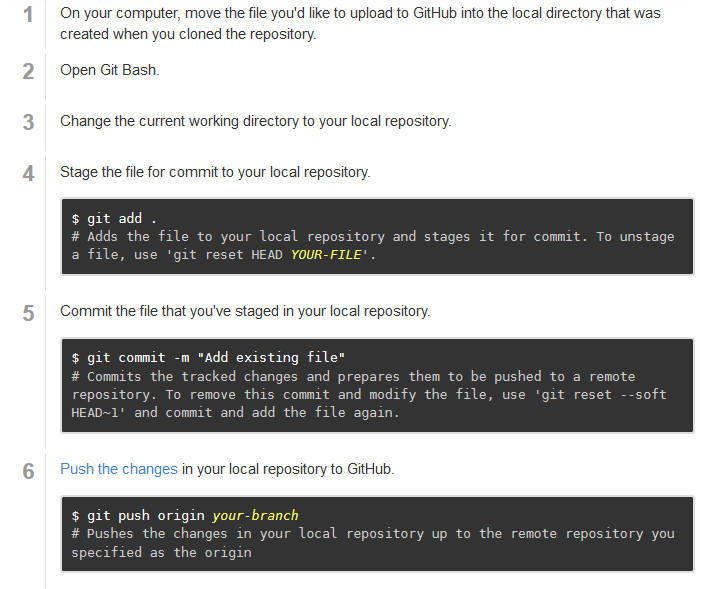 1 On your computer, move the file you'd like to upload to GitHub into the local directory that was
created when you cloned the repository.
2 Open Git Bash.
3 Change the current working directory to your local repository.
4 Stage the file for commit to your local repository.
$ git add .
# Adds the file to your local repository and stages it for commit. To unstage
a file, use 'git reset HEAD YOUR-FILE'.
5 Commit the file that you've staged in your local repository.
$ git commit -m "Add existing file"
# Commits the tracked changes and prepares them to be pushed to a remote
repository. To remove this commit and modify the file, use 'git reset --soft
HEAD~1' and commit and add the file again.
6 Push the changes in your local repository to GitHub.
$ git push origin your-branch
# Pushes the changes in your local repository up to the remote repository you
specified as the origin